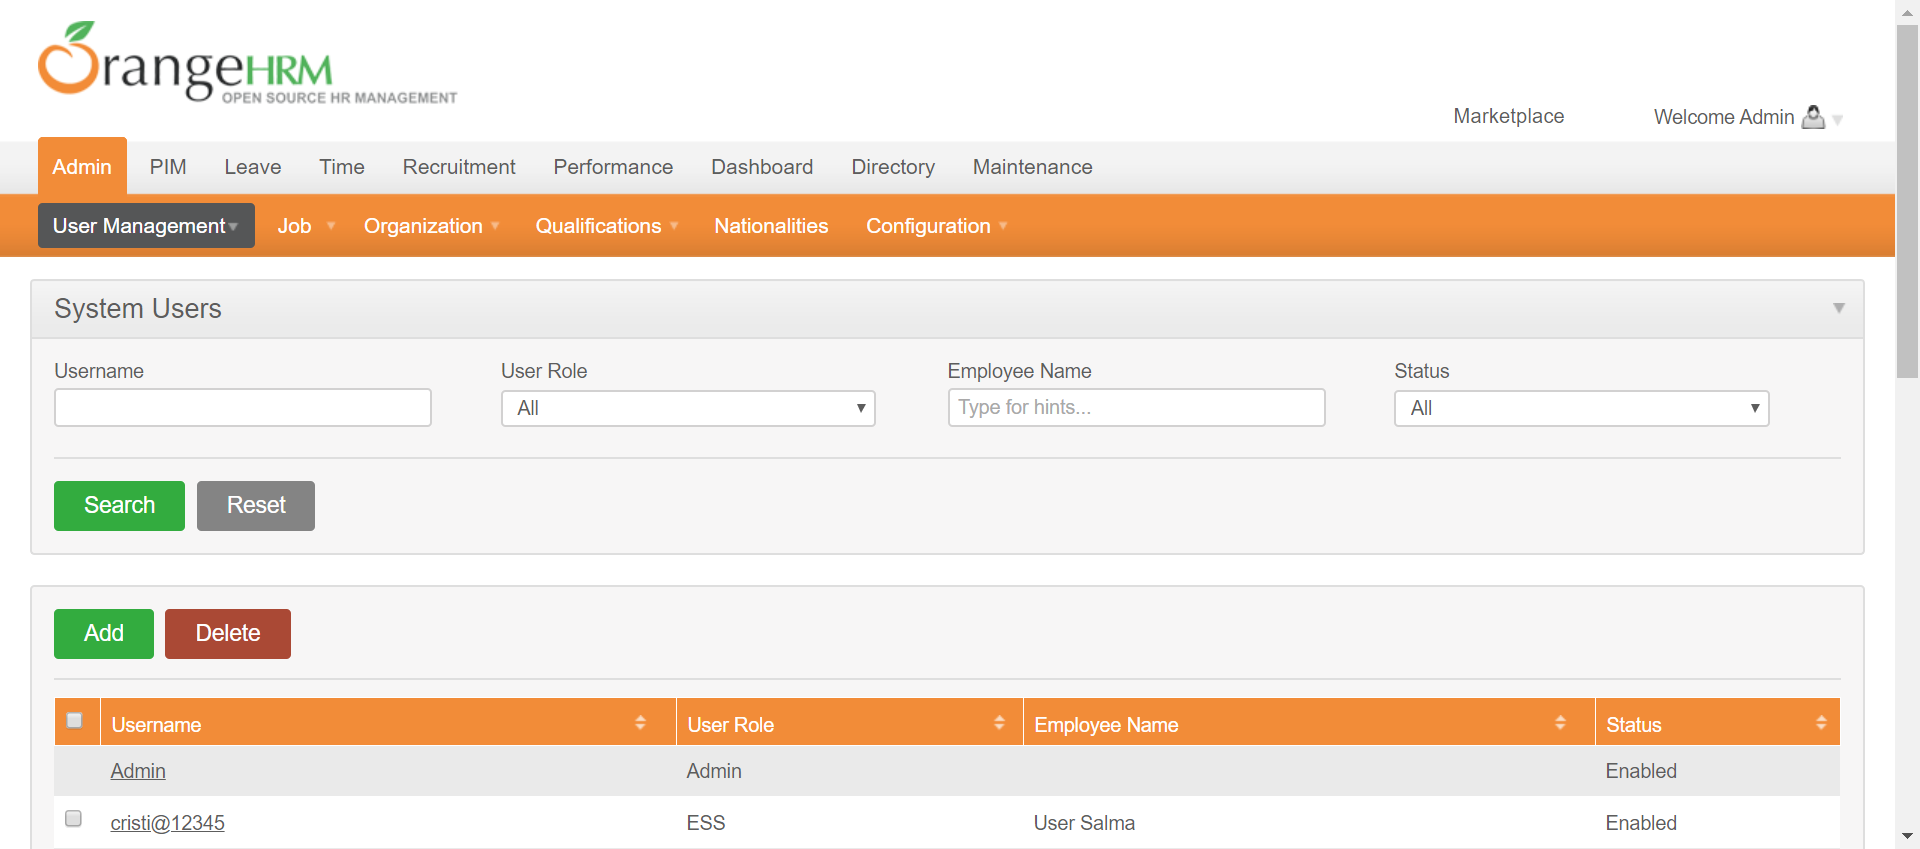 OrangeHRM
OPEN SOURCE HR MANAGEMENT
Marketplace Welcome Admin
Admin PIM Leave Time Recruitment Performance Dashboard Directory Maintenance
User Management Job Organization Qualifications Nationalities Configuration
System Users
Username User Role Employee Name Status
All Type for hints... All
Search Reset
Add Delete
Username User Role Employee Name Status
Admin Admin Enabled
cristi@12345 ESS User Salma Enabled